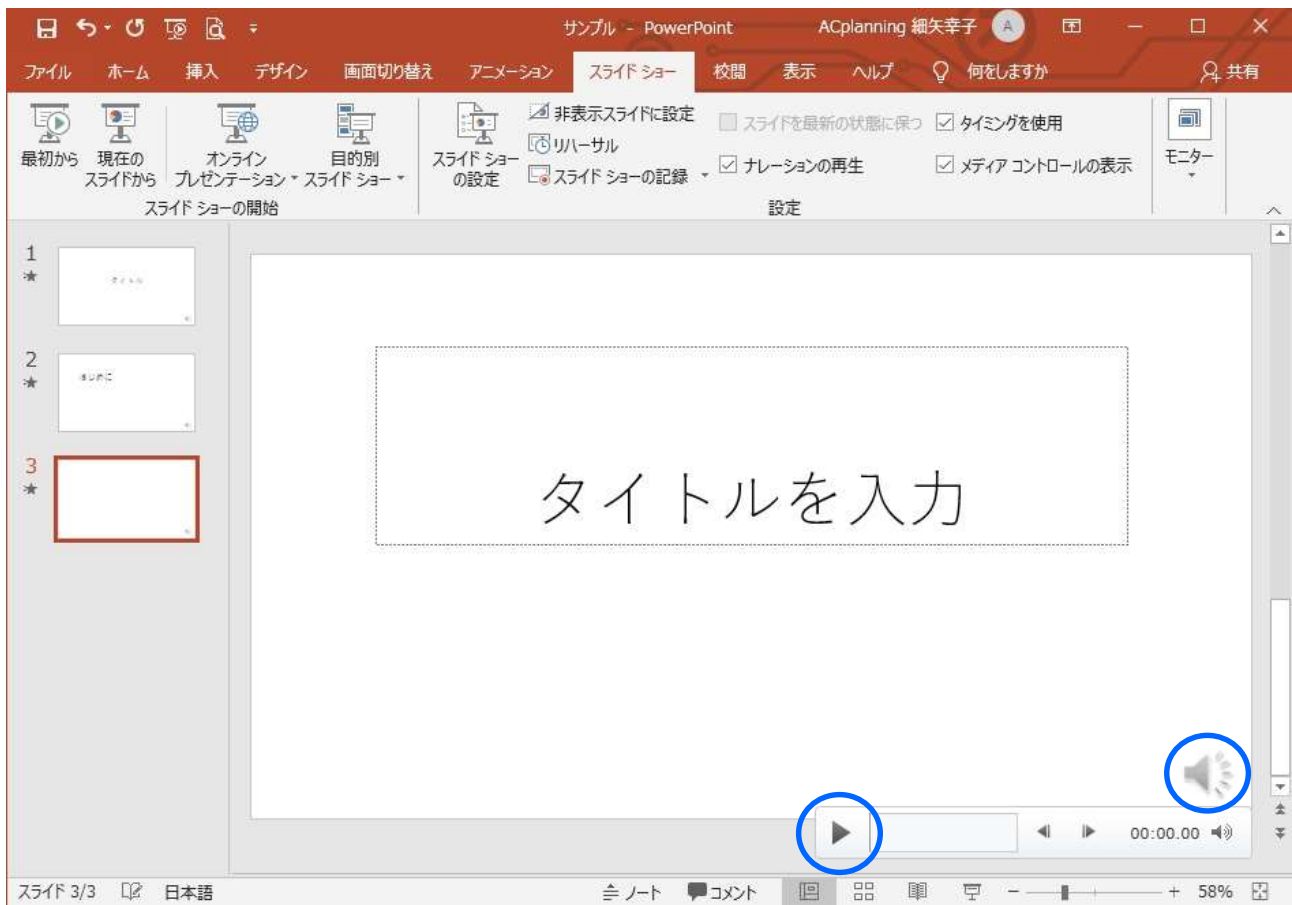 サンプル - PowerPoint ACplanning 細矢幸子 A
ファイル ホーム 挿入 デザイン 画面切り替え アニメーション スライド ショー 校閲 表示 ヘルプ 何をしますか 共有
最初から
現在の
スライドから
オンライン
プレゼンテーション
目的別
スライド ショー
スライド ショーの開始
スライド ショー
の設定
非表示スライドに設定
リハーサル
スライド ショーの記録
スライドを最新の状態に保つ
ナレーションの再生
タイミングを使用
メディア コントロールの表示
設定
モニター
1
タイトル
2
はじめに
3
タイトルを入力
00:00.00
スライド 3/3 日本語 ノート コメント 58%